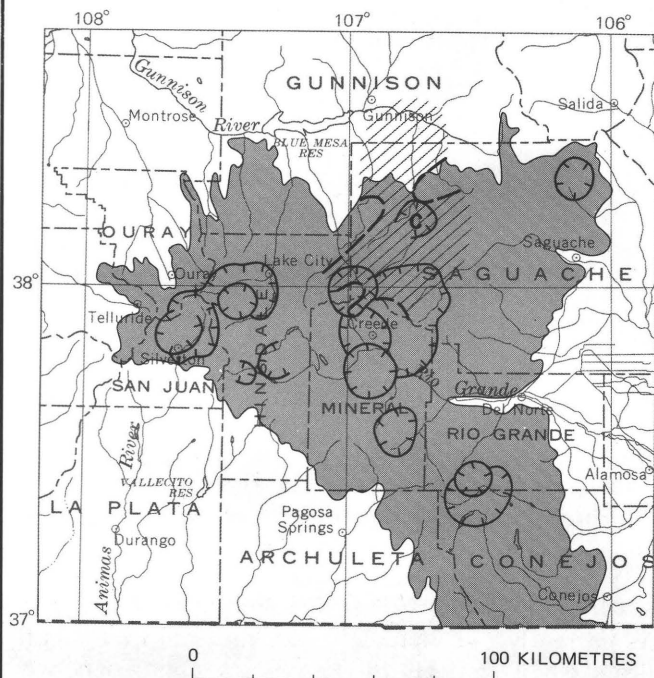 108° 107° 106°
Gunnison
GUNNISON
Montrose
River
Gunnison
Salida
BLUE MESA
RES
OURAY
C
Saguache
Ouray
Lake City
38°
SAGUACHE
HINSDALE
Telluride
Creede
Silverton
Rio
SAN JUAN
Grande
MINERAL
Del Norte
RIO GRANDE
River
VALLECITO
RES
Alamosa
LA PLATA
Pagosa
Springs
Durango
ARCHULETA
CONEJOS
Animas
Conejos
37°
0 100 KILOMETRES